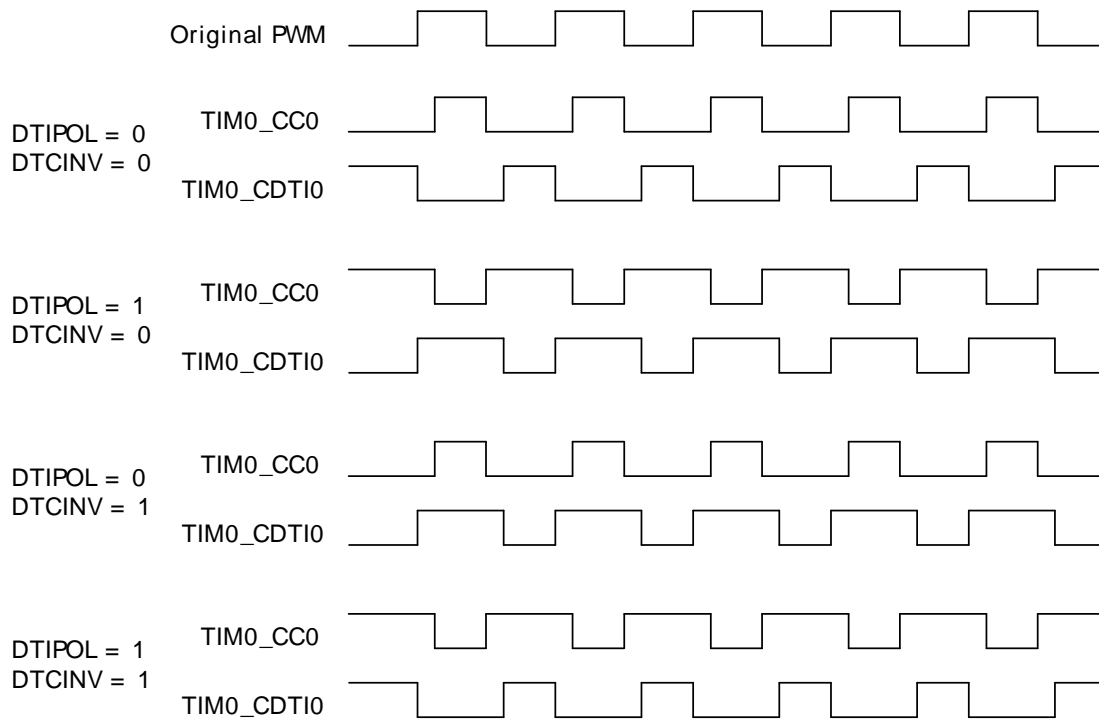 Original PWM
DTIPOL = 0
DTCINV = 0
TIM0_CC0
TIM0_CDTI0
DTIPOL = 1
DTCINV = 0
TIM0_CC0
TIM0_CDTI0
DTIPOL = 0
DTCINV = 1
TIM0_CC0
TIM0_CDTI0
DTIPOL = 1
DTCINV = 1
TIM0_CC0
TIM0_CDTI0